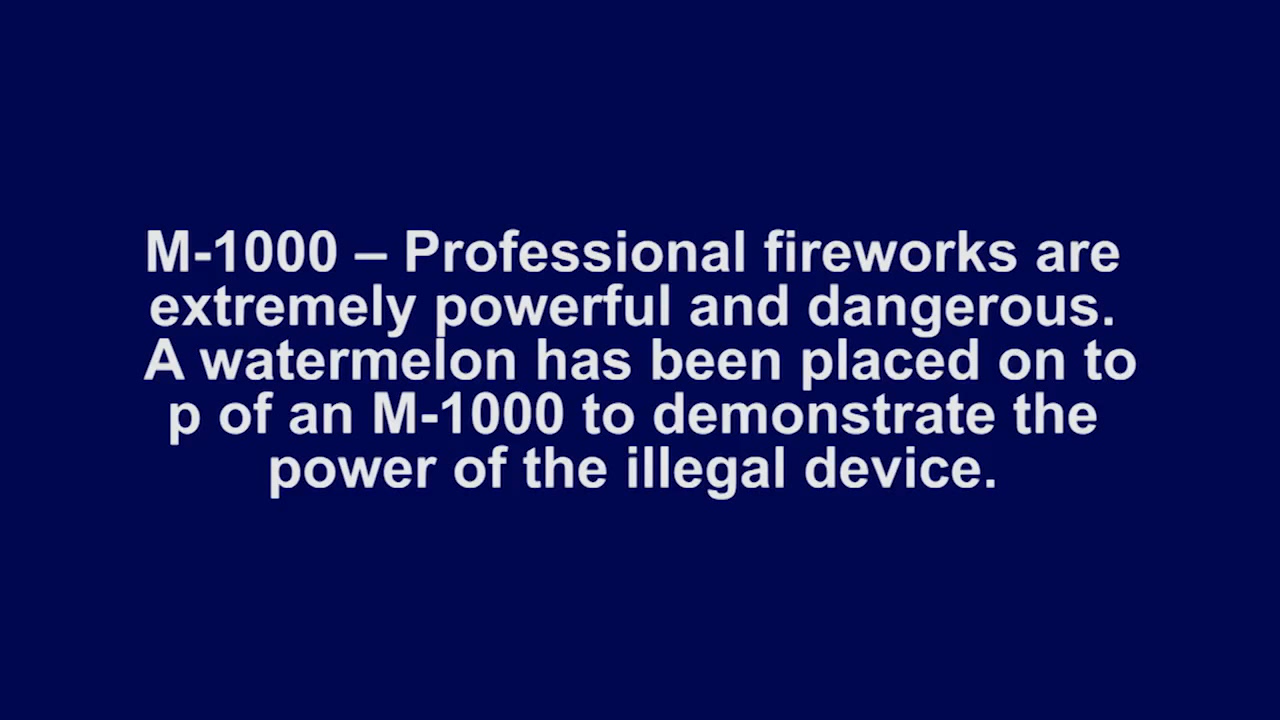 M-1000 – Professional fireworks are
extremely powerful and dangerous.
A watermelon has been placed on to
p of an M-1000 to demonstrate the
power of the illegal device.